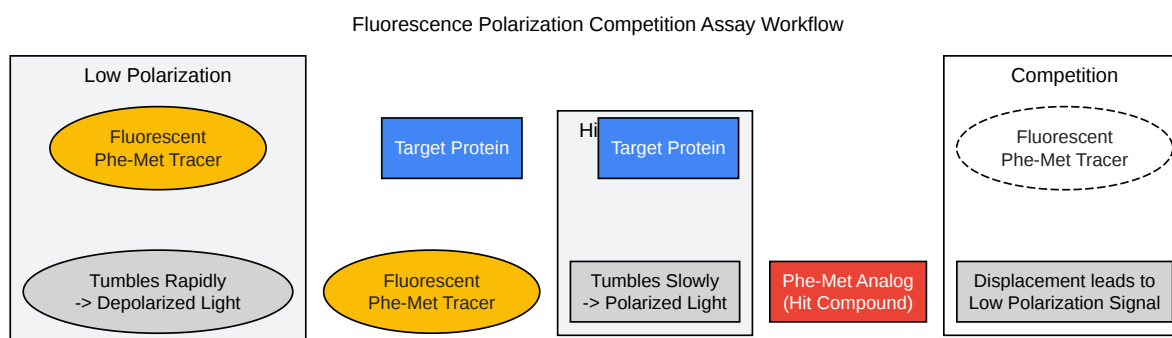 Fluorescence Polarization Competition Assay Workflow
Low Polarization
Fluorescent
Phe-Met Tracer
Tumbles Rapidly
-> Depolarized Light
Target Protein
Fluorescent
Phe-Met Tracer
Hi
Target Protein
Tumbles Slowly
-> Polarized Light
Phe-Met Analog
(Hit Compound)
Competition
Fluorescent
Phe-Met Tracer
Displacement leads to
Low Polarization Signal